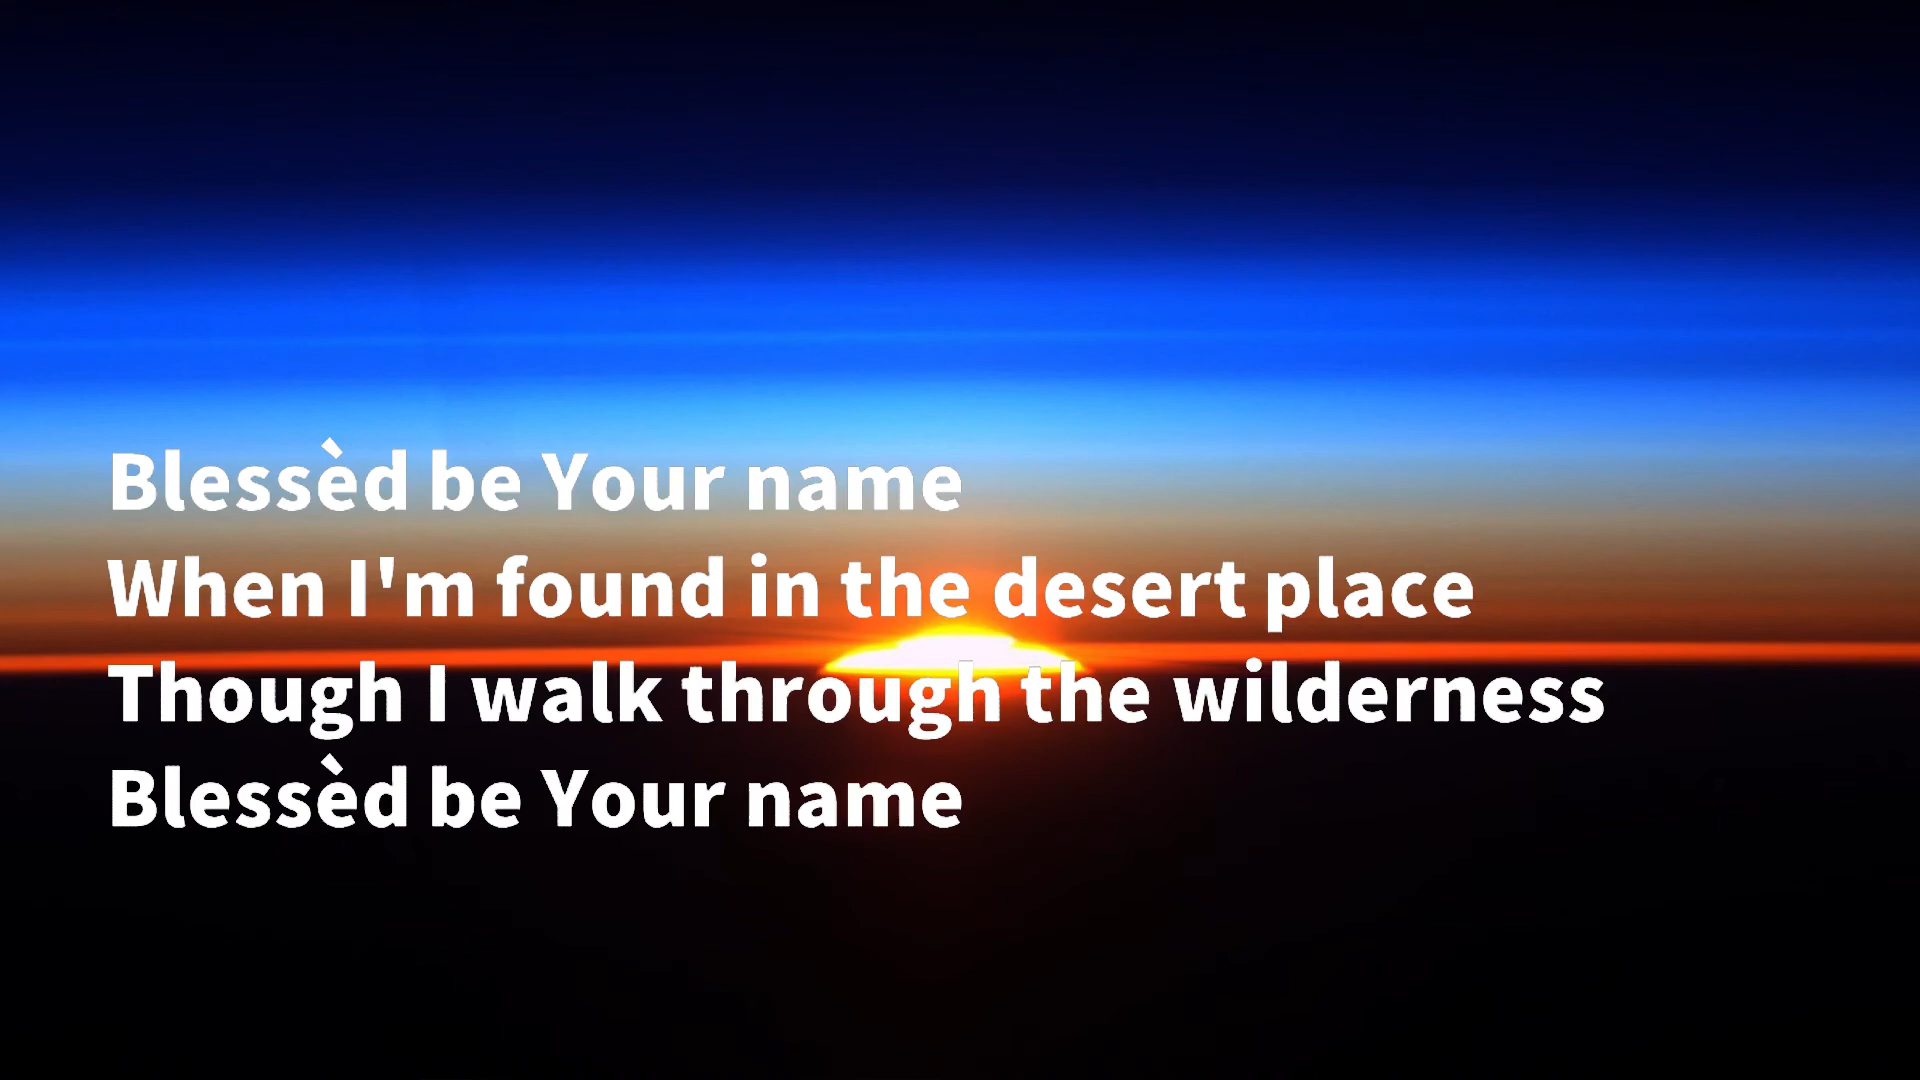 Blessèd be Your name
When I'm found in the desert place
Though I walk through the wilderness
Blessèd be Your name